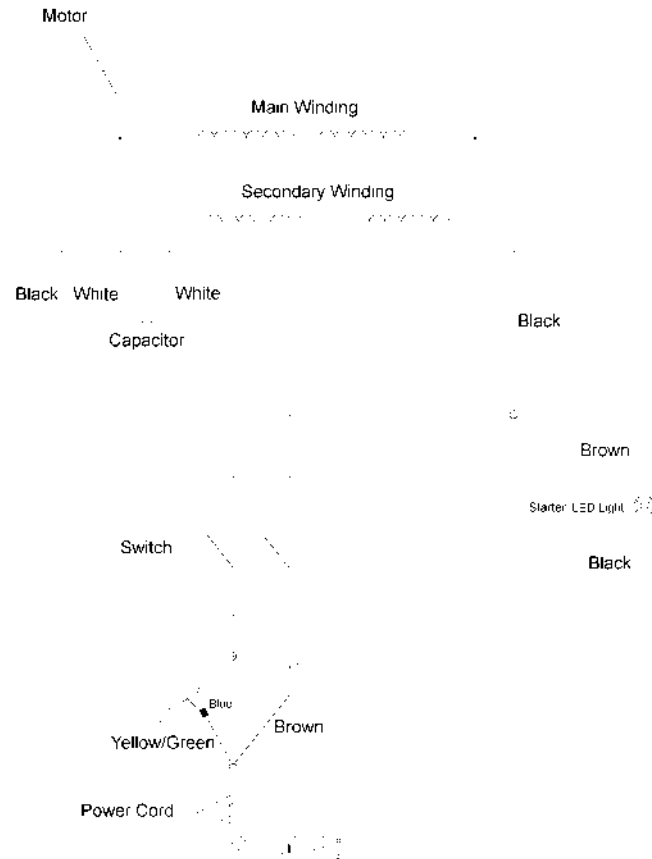 Motor
Main Winding
Secondary Winding
Black White White
Capacitor
Black
Brown
Starter LED Light
Switch
Black
Blue
Brown
Yellow/Green
Power Cord